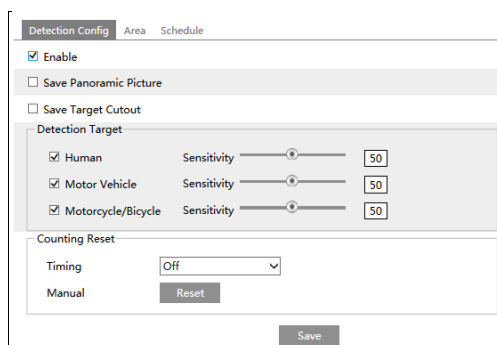 Detection Config Area Schedule
Enable
Save Panoramic Picture
Save Target Cutout
Detection Target
Human Sensitivity 50
Motor Vehicle Sensitivity 50
Motorcycle/Bicycle Sensitivity 50
Counting Reset
Timing Off
Manual Reset
Save